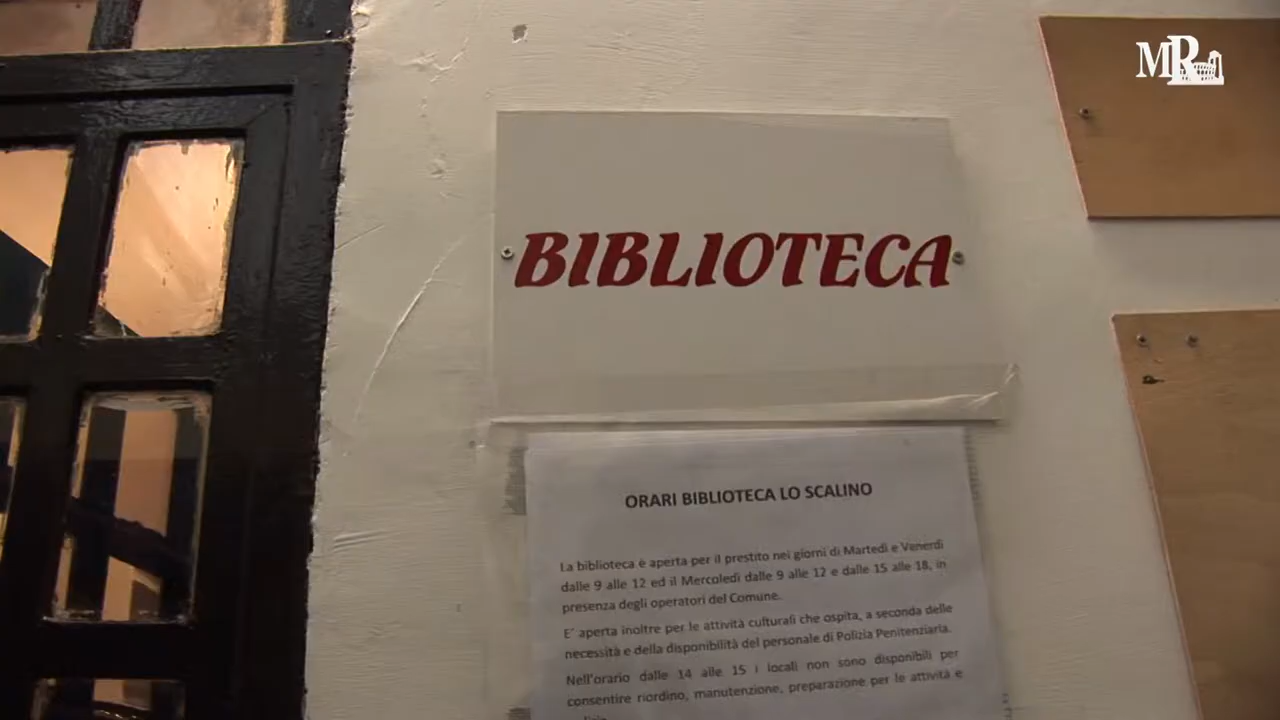 MR
BIBLIOTECA
ORARI BIBLIOTECA LO SCALINO
La biblioteca è aperta per il prestito nei giorni di Martedì e Venerdì
dalle 9 alle 12 ed il Mercoledì dalle 9 alle 12 e dalle 15 alle 18, in
presenza degli operatori del Comune.
E' aperta inoltre per le attività culturali che ospita, a seconda delle
necessità e della disponibilità del personale di Polizia Penitenziaria.
Nell'orario dalle 14 alle 15 i locali non sono disponibili per
consentire riordino, manutenzione, preparazione per le attività e